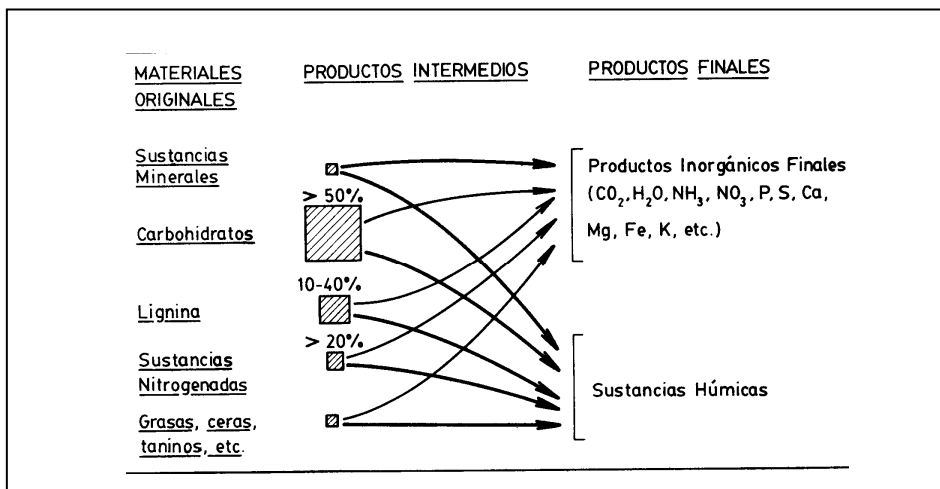 MATERIALES ORIGINALES
PRODUCTOS INTERMEDIOS
PRODUCTOS FINALES
Sustancias
Minerales
> 50%
Carbohidratos
10-40%
Lignina
> 20%
Sustancias
Nitrogenadas
Grasas, ceras,
taninos, etc.
Productos Inorgánicos Finales
(CO₂, H₂O, NH₃, NO₃, P, S, Ca,
Mg, Fe, K, etc.)
Sustancias Húmicas